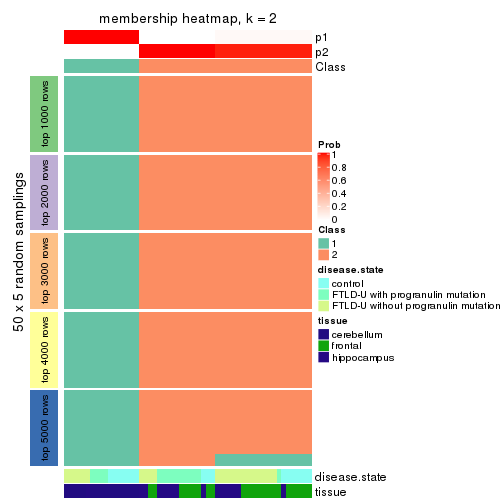 membership heatmap, k = 2
p1
p2
Class
50 x 5 random samplings
top 1000 rows
top 2000 rows
top 3000 rows
top 4000 rows
top 5000 rows
Prob
1
0.8
0.6
0.4
0.2
0
Class
1
2
disease.state
control
FTLD-U with progranulin mutation
FTLD-U without progranulin mutation
tissue
cerebellum
frontal
hippocampus
disease.state
tissue